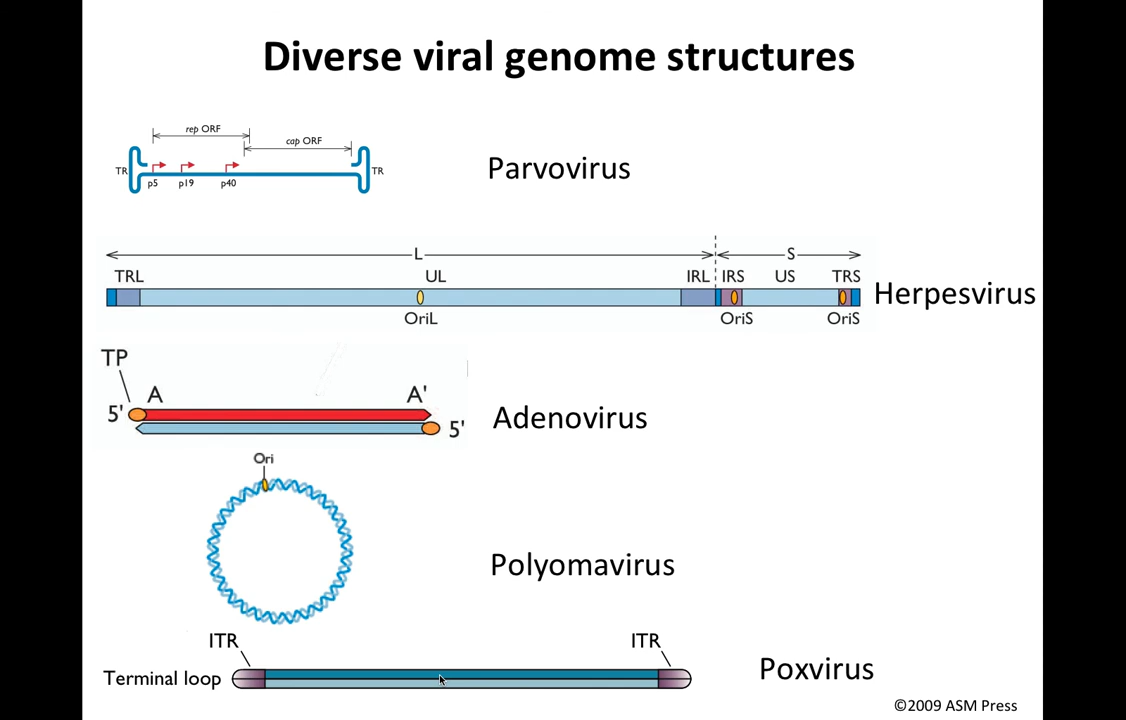 Diverse viral genome structures
rep ORF
cap ORF
TR
TR
p5 p19 p40
Parvovirus
L S
TRL UL IRL IRS US TRS
OriL OriS OriS
Herpesvirus
TP
A A'
5'
5'
Adenovirus
Ori
Polyomavirus
ITR ITR
Terminal loop
Poxvirus
©2009 ASM Press